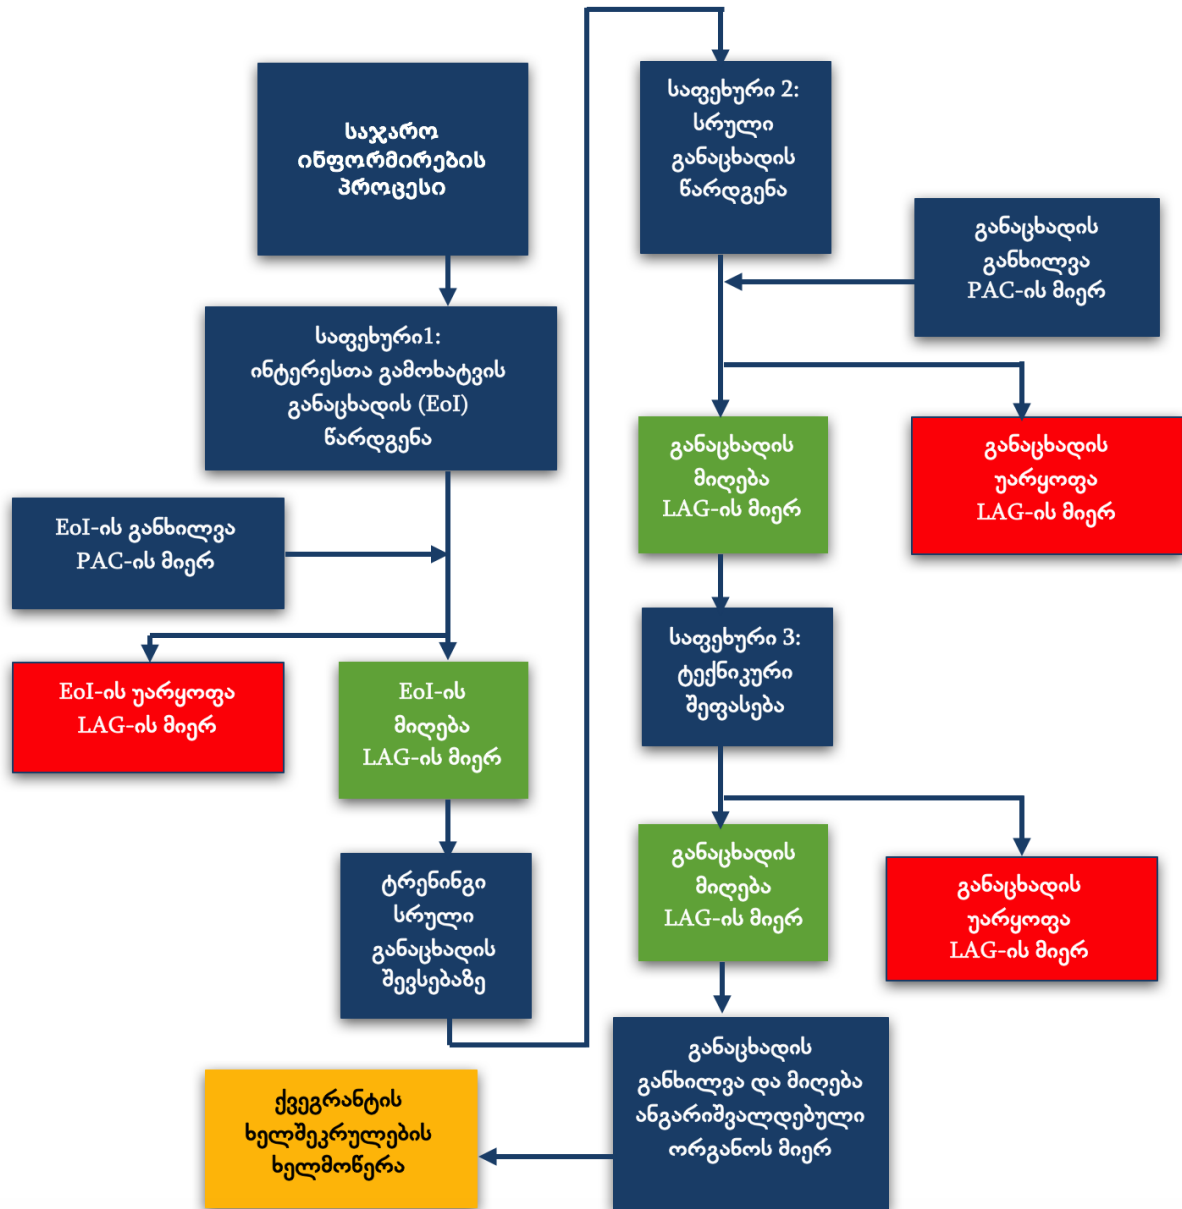 საჯარო
ინფორმირების
პროცესი
საფეხური1:
ინტერესთა გამოხატვის
განაცხადის (EoI)
წარდგენა
EoI-ის განხილვა
PAC-ის მიერ
EoI-ის უარყოფა
LAG-ის მიერ
EoI-ის
მიღება
LAG-ის მიერ
ტრენინგი
სრული
განაცხადის
შევსებაზე
საფეხური 2:
სრული
განაცხადის
წარდგენა
განაცხადის
განხილვა
PAC-ის მიერ
განაცხადის
მიღება
LAG-ის მიერ
განაცხადის
უარყოფა
LAG-ის მიერ
საფეხური 3:
ტექნიკური
შეფასება
განაცხადის
მიღება
LAG-ის მიერ
განაცხადის
უარყოფა
LAG-ის მიერ
განაცხადის
განხილვა და მიღება
ანგარიშვალდებული
ორგანოს მიერ
ქვეგრანტის
ხელშეკრულების
ხელმოწერა